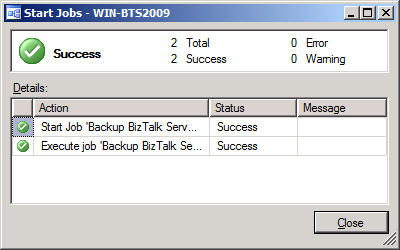 Start Jobs - WIN-BTS2009
Success
2 Total 0 Error
2 Success 0 Warning
Details:
Action Status Message
Start Job 'Backup BizTalk Serv... Success
Execute job 'Backup BizTalk Se... Success
Close